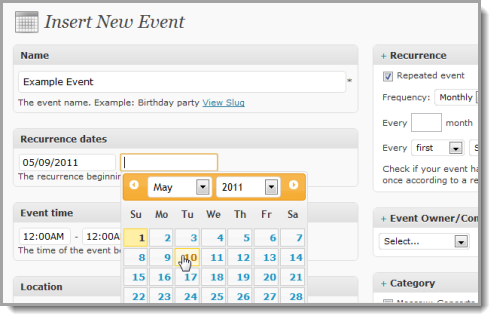 Insert New Event
Name
Example Event
*
The event name. Example: Birthday party View Slug
Recurrence dates
05/09/2011
The recurrence beginning
May 2011
Su Mo Tu We Th Fr Sa
1 2 3 4 5 6 7
8 9 10 11 12 13 14
15 16 17 18 19 20 21
22 23 24 25 26 27 28
Event time
12:00AM - 12:00A
The time of the event be
Location
+ Recurrence
Repeated event
Frequency: Monthly
Every month
Every first S
Check if your event ha
once according to a re
+ Event Owner/Con
Select...
+ Category